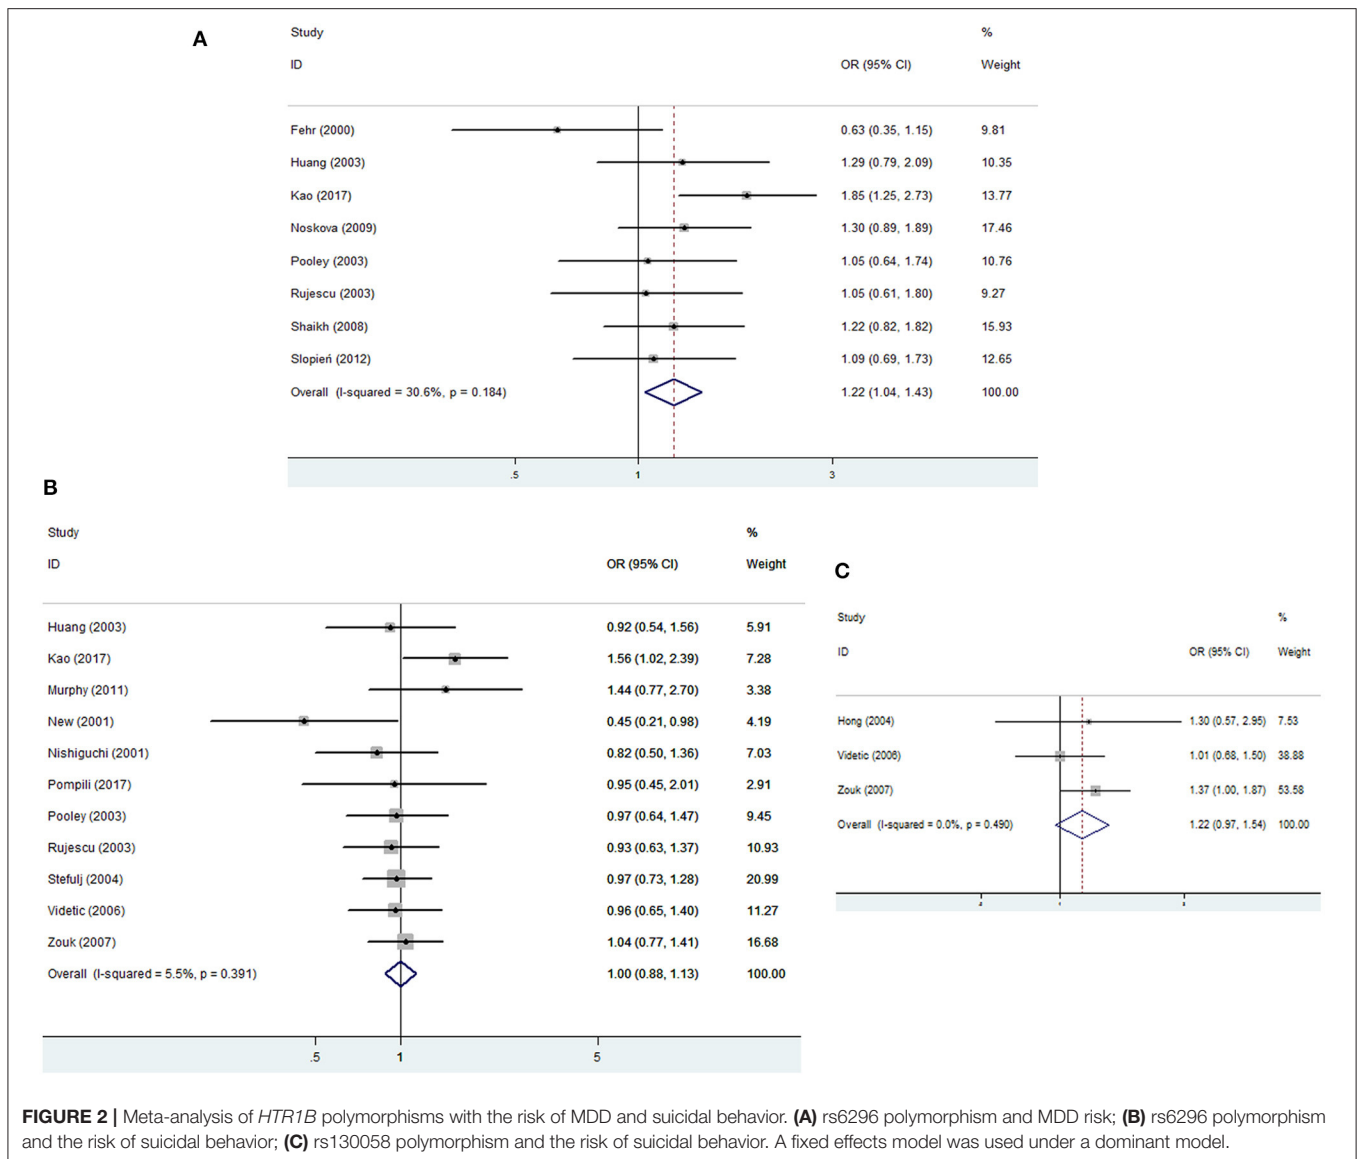 A
Study %
ID OR (95% CI) Weight
Fehr (2000) 0.63 (0.35, 1.15) 9.81
Huang (2003) 1.29 (0.79, 2.09) 10.35
Kao (2017) 1.85 (1.25, 2.73) 13.77
Noskova (2009) 1.30 (0.89, 1.89) 17.46
Pooley (2003) 1.05 (0.64, 1.74) 10.76
Rujescu (2003) 1.05 (0.61, 1.80) 9.27
Shaikh (2008) 1.22 (0.82, 1.82) 15.93
Slopień (2012) 1.09 (0.69, 1.73) 12.65
Overall (I-squared = 30.6%, p = 0.184) 1.22 (1.04, 1.43) 100.00
.5 1 3
B
Study %
ID OR (95% CI) Weight
Huang (2003) 0.92 (0.54, 1.56) 5.91
Kao (2017) 1.56 (1.02, 2.39) 7.28
Murphy (2011) 1.44 (0.77, 2.70) 3.38
New (2001) 0.45 (0.21, 0.98) 4.19
Nishiguchi (2001) 0.82 (0.50, 1.36) 7.03
Pompili (2017) 0.95 (0.45, 2.01) 2.91
Pooley (2003) 0.97 (0.64, 1.47) 9.45
Rujescu (2003) 0.93 (0.63, 1.37) 10.93
Stefulj (2004) 0.97 (0.73, 1.28) 20.99
Videtic (2006) 0.96 (0.65, 1.40) 11.27
Zouk (2007) 1.04 (0.77, 1.41) 16.68
Overall (I-squared = 5.5%, p = 0.391) 1.00 (0.88, 1.13) 100.00
.5 1 5
C
Study %
ID OR (95% CI) Weight
Hong (2004) 1.30 (0.57, 2.95) 7.53
Videtic (2006) 1.01 (0.68, 1.50) 38.88
Zouk (2007) 1.37 (1.00, 1.87) 53.58
Overall (I-squared = 0.0%, p = 0.490) 1.22 (0.97, 1.54) 100.00
FIGURE 2 | Meta-analysis of HTR1B polymorphisms with the risk of MDD and suicidal behavior. (A) rs6296 polymorphism and MDD risk; (B) rs6296 polymorphism
and the risk of suicidal behavior; (C) rs130058 polymorphism and the risk of suicidal behavior. A fixed effects model was used under a dominant model.